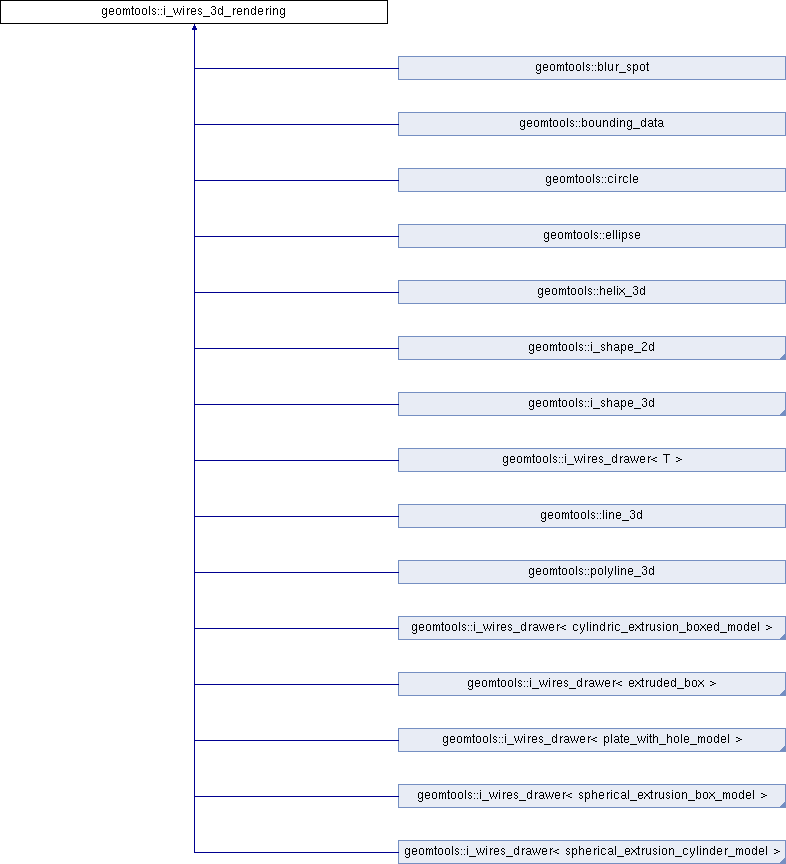 geomtools::i_wires_3d_rendering
geomtools::blur_spot
geomtools::bounding_data
geomtools::circle
geomtools::ellipse
geomtools::helix_3d
geomtools::i_shape_2d
geomtools::i_shape_3d
geomtools::i_wires_drawer< T >
geomtools::line_3d
geomtools::polyline_3d
geomtools::i_wires_drawer< cylindric_extrusion_boxed_model >
geomtools::i_wires_drawer< extruded_box >
geomtools::i_wires_drawer< plate_with_hole_model >
geomtools::i_wires_drawer< spherical_extrusion_box_model >
geomtools::i_wires_drawer< spherical_extrusion_cylinder_model >